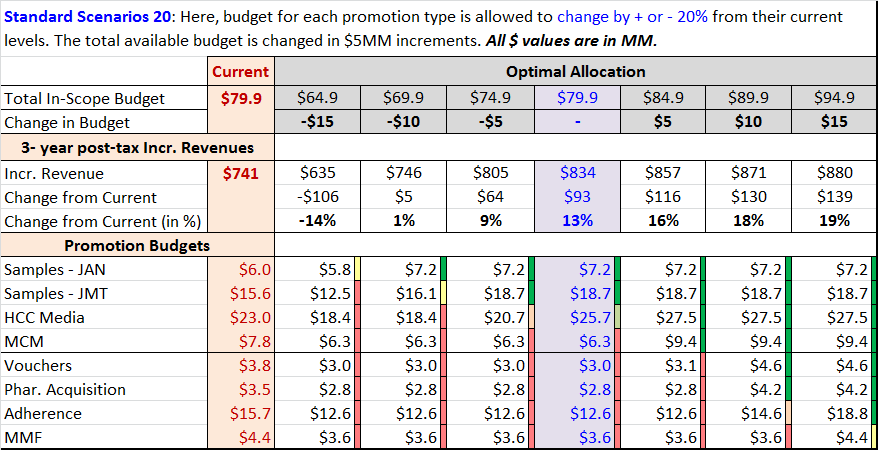 Standard Scenarios 20: Here, budget for each promotion type is allowed to change by + or - 20% from their current
levels. The total available budget is changed in $5MM increments. All $ values are in MM.
Current Optimal Allocation
Total In-Scope Budget $79.9 $64.9 $69.9 $74.9 $79.9 $84.9 $89.9 $94.9
Change in Budget -$15 -$10 -$5 - $5 $10 $15
3- year post-tax Incr. Revenues
Incr. Revenue $741 $635 $746 $805 $834 $857 $871 $880
Change from Current -$106 $5 $64 $93 $116 $130 $139
Change from Current (in %) -14% 1% 9% 13% 16% 18% 19%
Promotion Budgets
Samples - JAN $6.0 $5.8 $7.2 $7.2 $7.2 $7.2 $7.2 $7.2
Samples - JMT $15.6 $12.5 $16.1 $18.7 $18.7 $18.7 $18.7 $18.7
HCC Media $23.0 $18.4 $18.4 $20.7 $25.7 $27.5 $27.5 $27.5
MCM $7.8 $6.3 $6.3 $6.3 $6.3 $9.4 $9.4 $9.4
Vouchers $3.8 $3.0 $3.0 $3.0 $3.0 $3.1 $4.6 $4.6
Phar. Acquisition $3.5 $2.8 $2.8 $2.8 $2.8 $2.8 $4.2 $4.2
Adherence $15.7 $12.6 $12.6 $12.6 $12.6 $12.6 $14.6 $18.8
MMF $4.4 $3.6 $3.6 $3.6 $3.6 $3.6 $3.6 $4.4